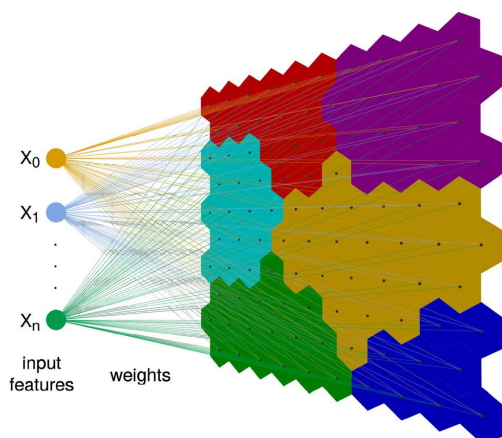 X0
X1
.
.
.
Xn
input
features
weights